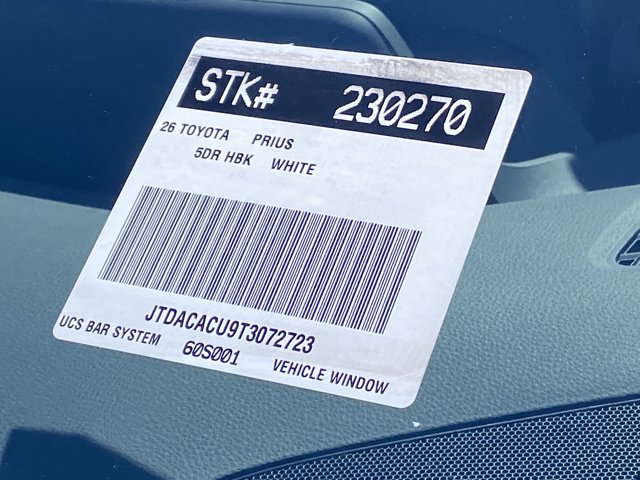 STK# 230270
26 TOYOTA PRIUS
5DR HBK WHITE
JTDACACU9T3072723
UCS BAR SYSTEM 60S001 VEHICLE WINDOW